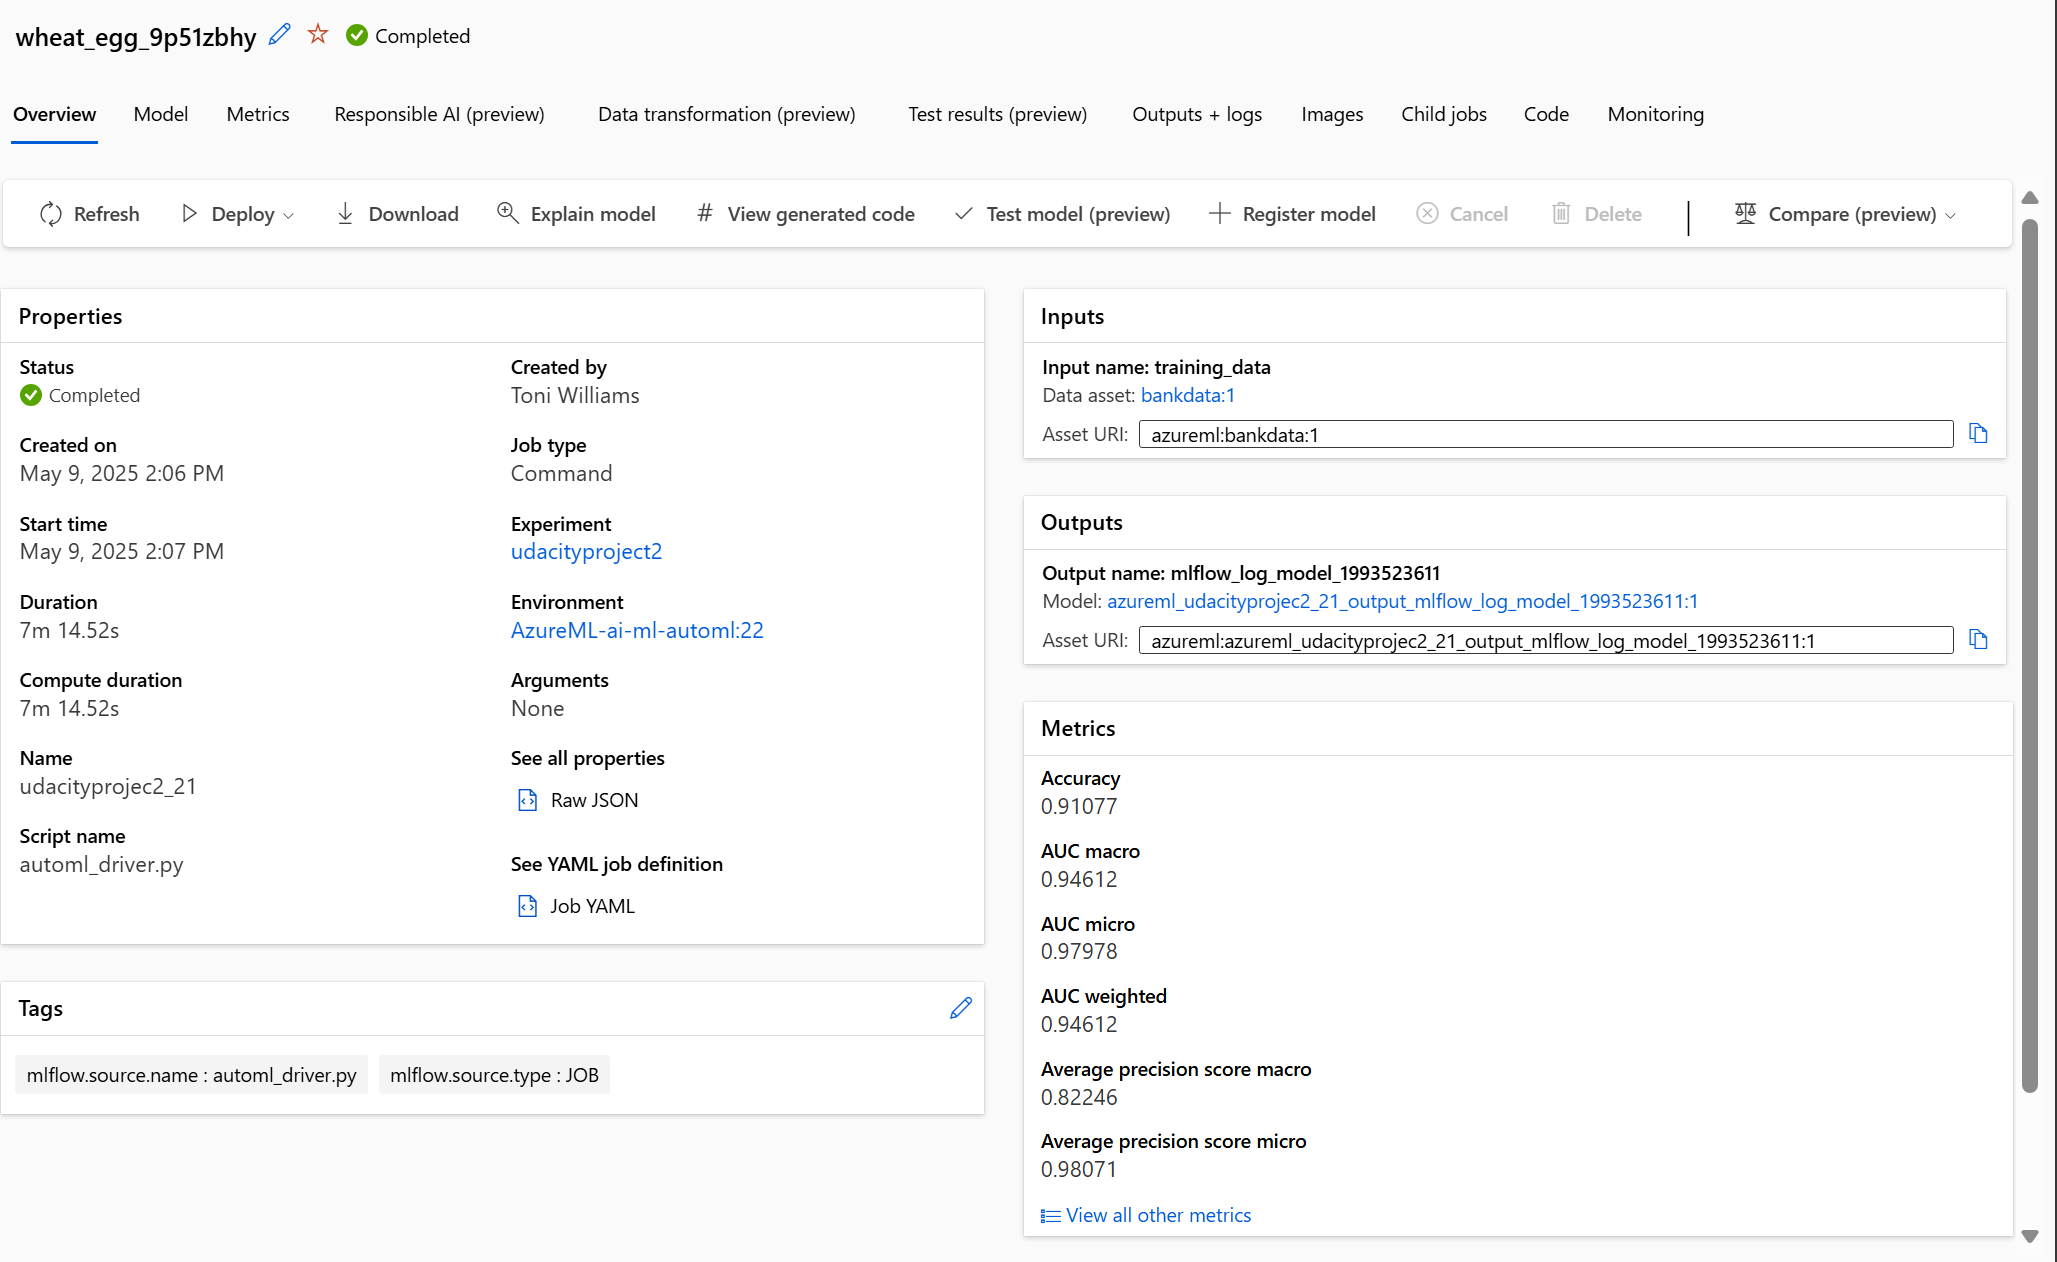 wheat_egg_9p51zbhy Completed
Overview Model Metrics Responsible AI (preview) Data transformation (preview) Test results (preview) Outputs + logs Images Child jobs Code Monitoring
Refresh Deploy Download Explain model View generated code Test model (preview) Register model Cancel Delete Compare (preview)
Properties
Status
Completed
Created on
May 9, 2025 2:06 PM
Start time
May 9, 2025 2:07 PM
Duration
7m 14.52s
Compute duration
7m 14.52s
Name
udacityprojec2_21
Script name
automl_driver.py
Created by
Toni Williams
Job type
Command
Experiment
udacityproject2
Environment
AzureML-ai-ml-automl:22
Arguments
None
See all properties
Raw JSON
See YAML job definition
Job YAML
Tags
mlflow.source.name : automl_driver.py mlflow.source.type : JOB
Inputs
Input name: training_data
Data asset: bankdata:1
Asset URI: azureml:bankdata:1
Outputs
Output name: mlflow_log_model_1993523611
Model: azureml_udacityprojec2_21_output_mlflow_log_model_1993523611:1
Asset URI: azureml:azureml_udacityprojec2_21_output_mlflow_log_model_1993523611:1
Metrics
Accuracy
0.91077
AUC macro
0.94612
AUC micro
0.97978
AUC weighted
0.94612
Average precision score macro
0.82246
Average precision score micro
0.98071
View all other metrics